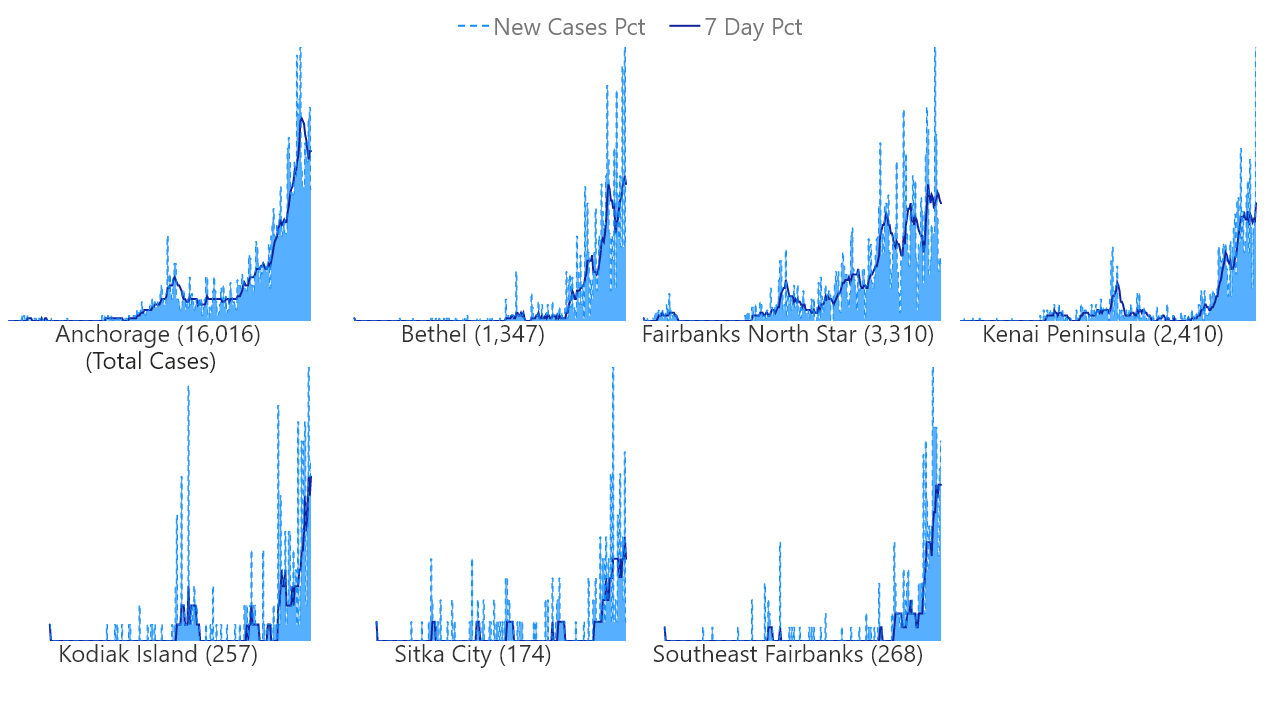 New Cases Pct 7 Day Pct
Anchorage (16,016)
(Total Cases)
Bethel (1,347)
Fairbanks North Star (3,310)
Kenai Peninsula (2,410)
Kodiak Island (257)
Sitka City (174)
Southeast Fairbanks (268)